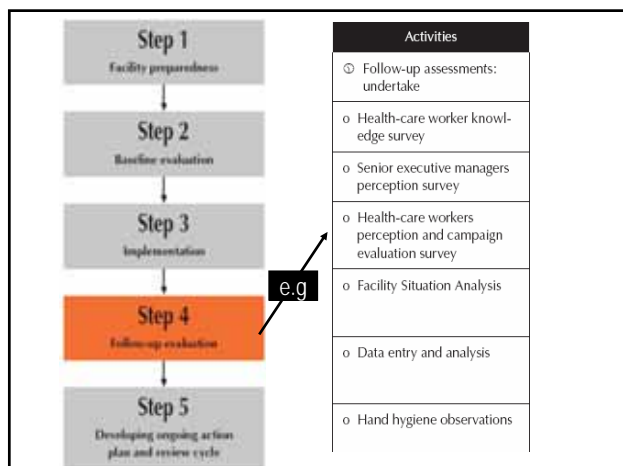 Step 1
Facility preparedness
Step 2
Baseline evaluation
Step 3
Implementation
Step 4
Follow-up evaluation
Step 5
Developing ongoing action
plan and review cycle
e.g
Activities
① Follow-up assessments:
undertake
o Health-care worker knowl-
edge survey
o Senior executive managers
perception survey
o Health-care workers
perception and campaign
evaluation survey
o Facility Situation Analysis
o Data entry and analysis
o Hand hygiene observations